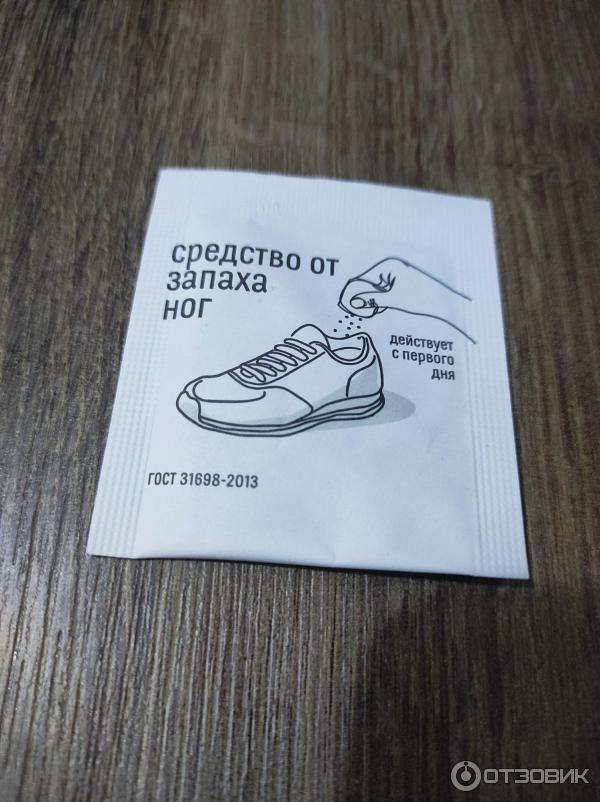 средство от
запаха
ног
действует
с первого
дня
ГОСТ 31698-2013
ОТЗОВИК